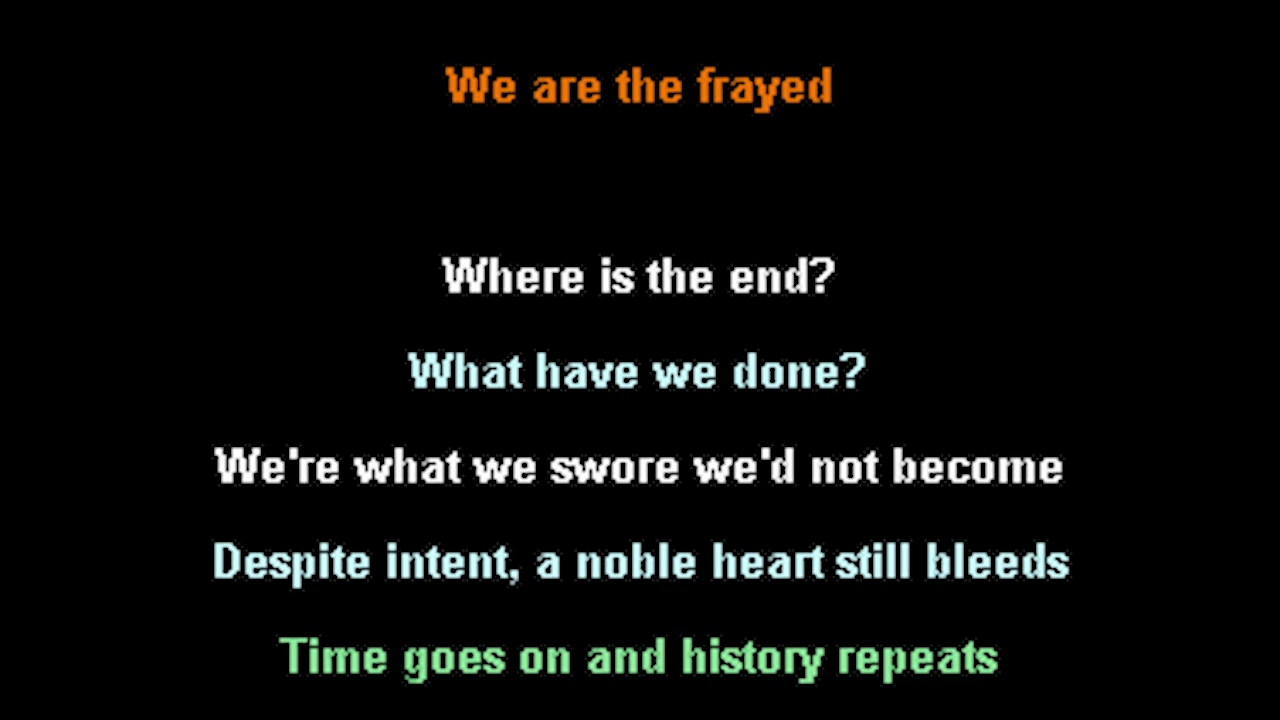 We are the frayed
Where is the end?
What have we done?
We're what we swore we'd not become
Despite intent, a noble heart still bleeds
Time goes on and history repeats